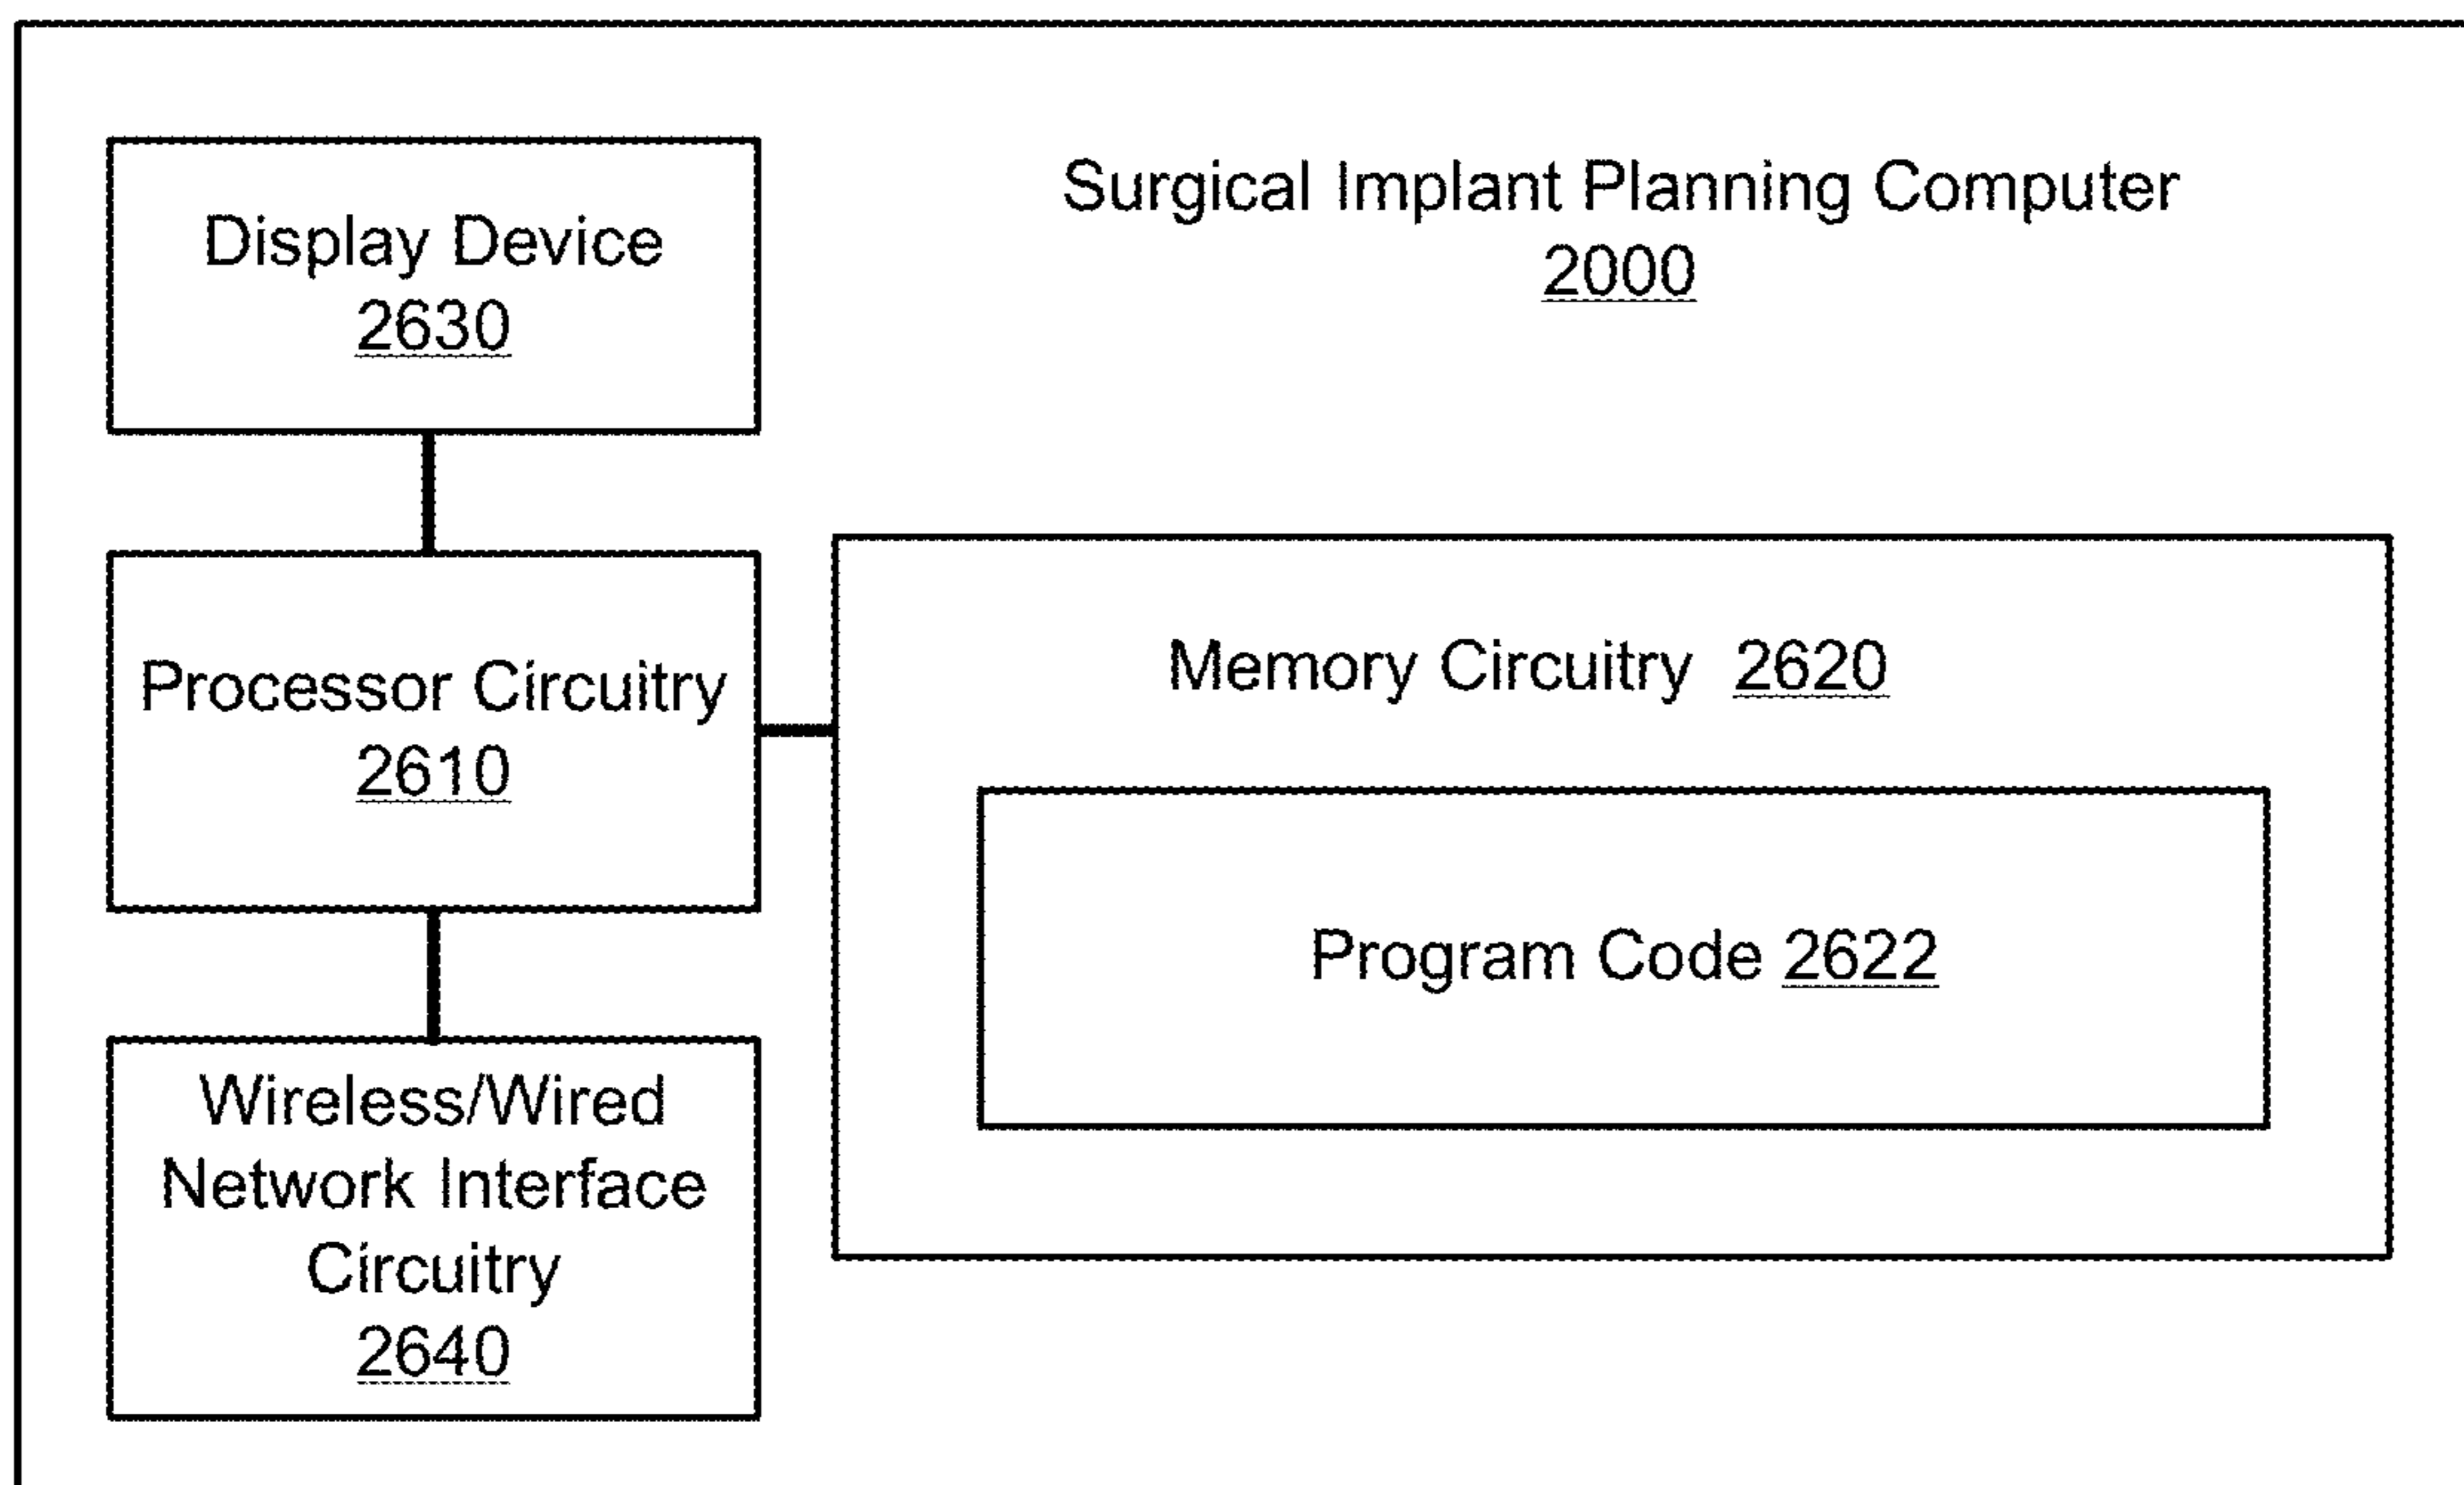 Display Device
2630
Surgical Implant Planning Computer
2000
Processor Circuitry
2610
Memory Circuitry 2620
Program Code 2622
Wireless/Wired
Network Interface
Circuitry
2640